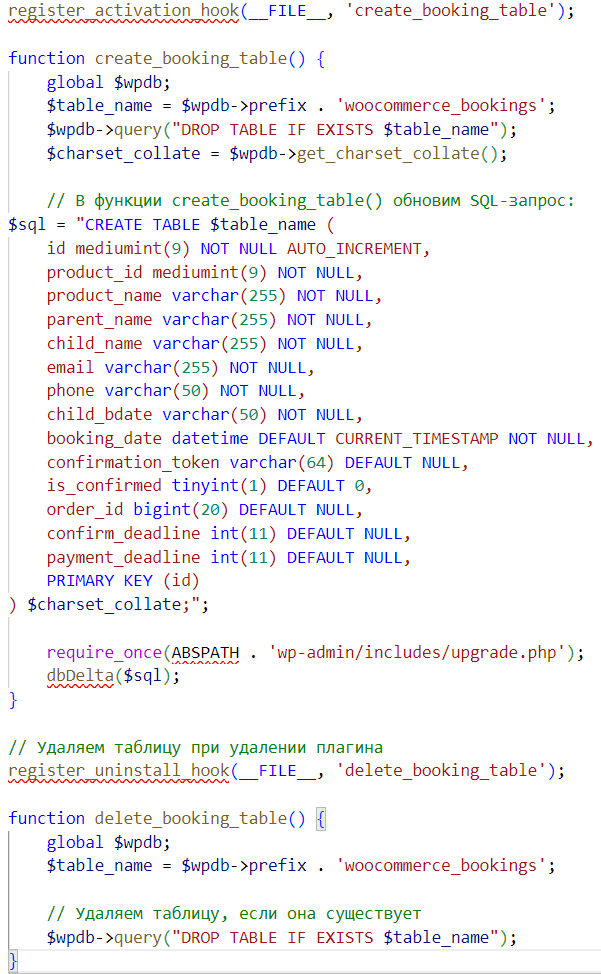 register_activation_hook(__FILE__, 'create_booking_table');
function create_booking_table() {
global $wpdb;
$table_name = $wpdb->prefix . 'woocommerce_bookings';
$wpdb->query("DROP TABLE IF EXISTS $table_name");
$charset_collate = $wpdb->get_charset_collate();
// В функции create_booking_table() обновим SQL-запрос:
$sql = "CREATE TABLE $table_name (
id mediumint(9) NOT NULL AUTO_INCREMENT,
product_id mediumint(9) NOT NULL,
product_name varchar(255) NOT NULL,
parent_name varchar(255) NOT NULL,
child_name varchar(255) NOT NULL,
email varchar(255) NOT NULL,
phone varchar(50) NOT NULL,
child_bdate varchar(50) NOT NULL,
booking_date datetime DEFAULT CURRENT_TIMESTAMP NOT NULL,
confirmation_token varchar(64) DEFAULT NULL,
is_confirmed tinyint(1) DEFAULT 0,
order_id bigint(20) DEFAULT NULL,
confirm_deadline int(11) DEFAULT NULL,
payment_deadline int(11) DEFAULT NULL,
PRIMARY KEY (id)
) $charset_collate;";
require_once(ABSPATH . 'wp-admin/includes/upgrade.php');
dbDelta($sql);
}
// Удаляем таблицу при удалении плагина
register_uninstall_hook(__FILE__, 'delete_booking_table');
function delete_booking_table() {
global $wpdb;
$table_name = $wpdb->prefix . 'woocommerce_bookings';
// Удаляем таблицу, если она существует
$wpdb->query("DROP TABLE IF EXISTS $table_name");
}